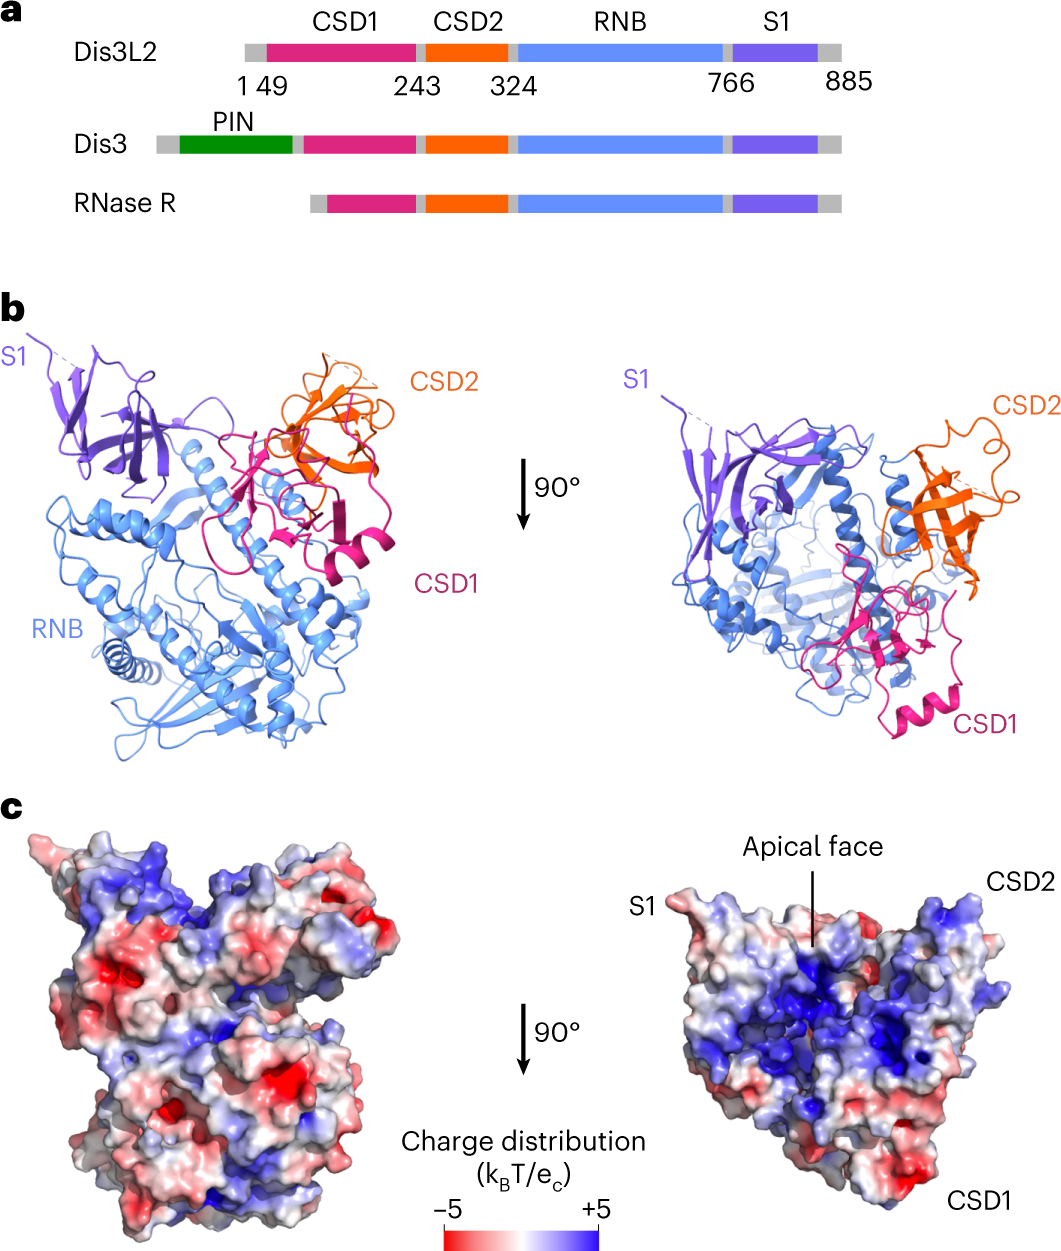 a
CSD1 CSD2 RNB S1
Dis3L2
1 49 243 324 766 885
PIN
Dis3
RNase R
b
S1
CSD2
CSD1
RNB
90°
S1
CSD2
CSD1
c
90°
Charge distribution
(kBT/ec)
–5 +5
Apical face
S1
CSD2
CSD1